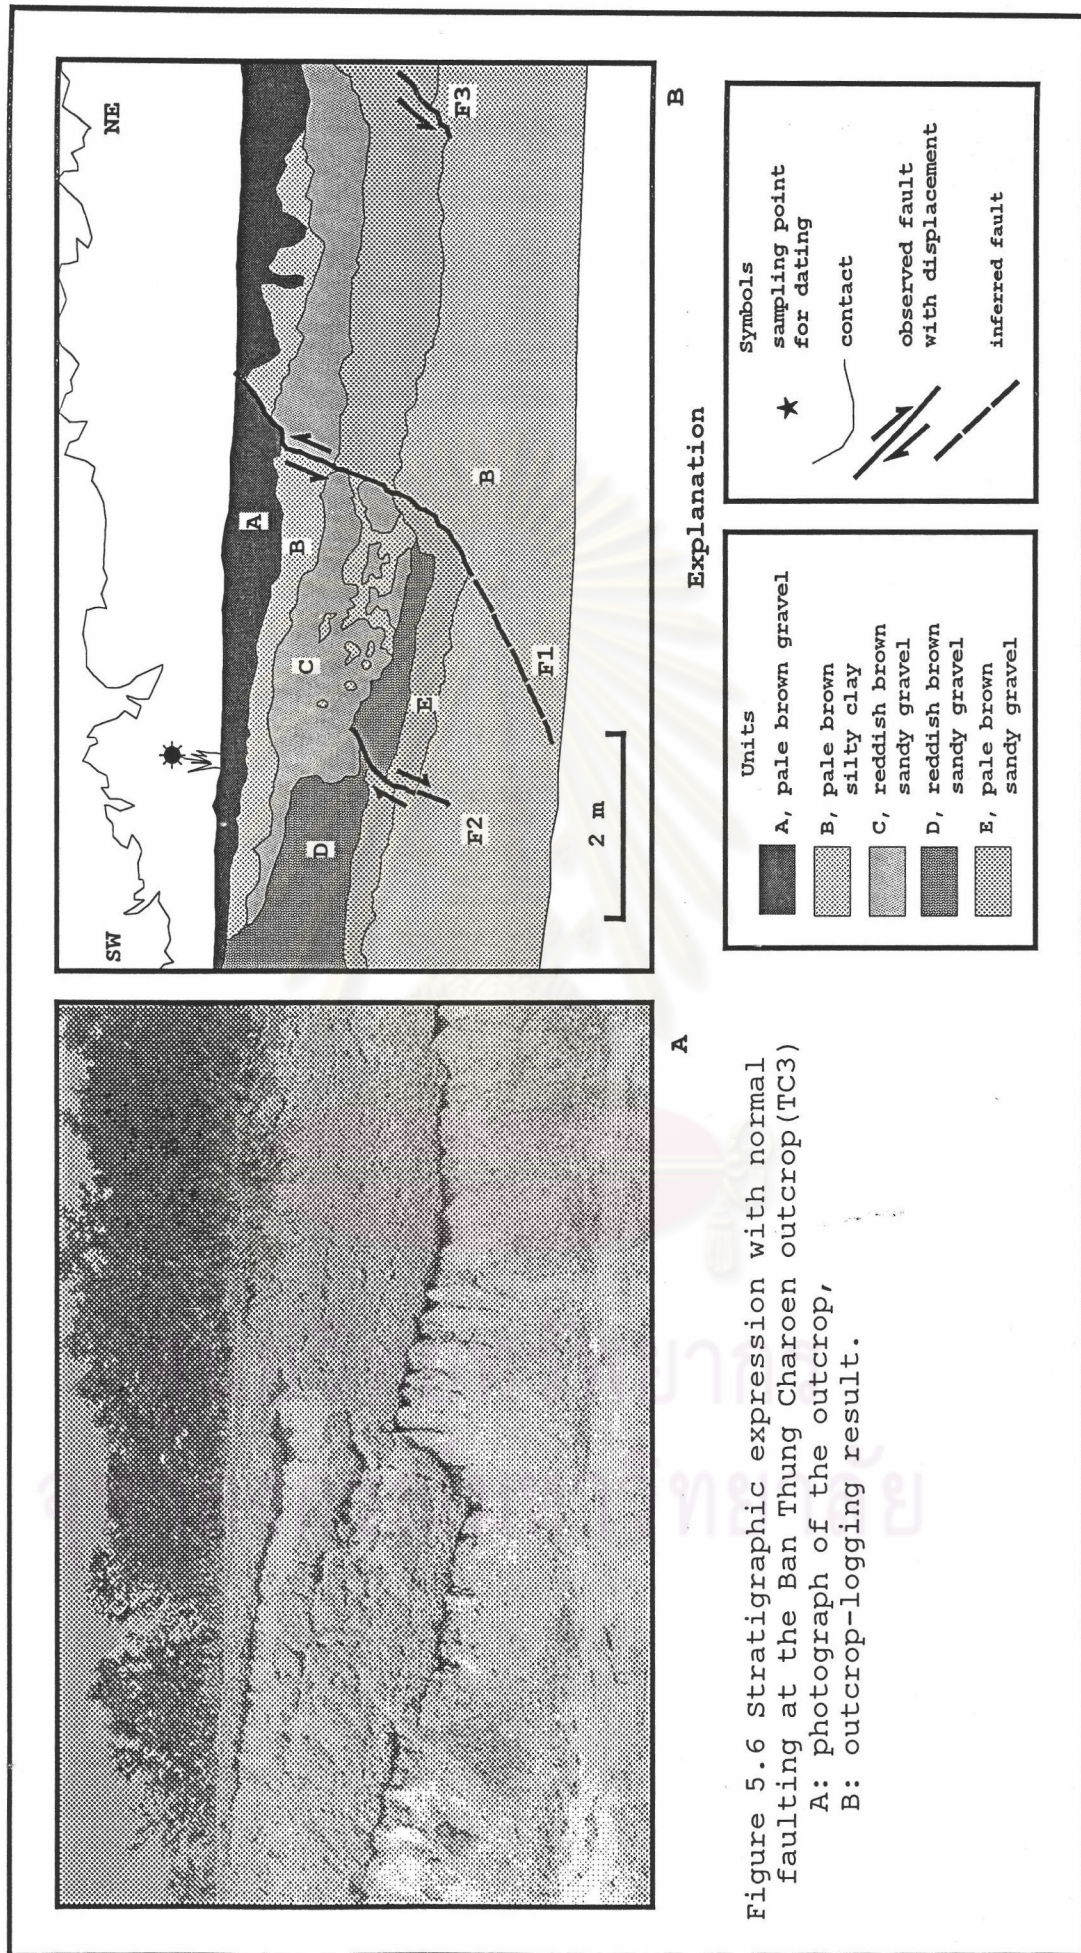 SW
NE
A
B
C
D
E
B
F1
F2
F3
2 m
A
B
Explanation
Units
A, pale brown gravel
B, pale brown
silty clay
C, reddish brown
sandy gravel
D, reddish brown
sandy gravel
E, pale brown
sandy gravel
Symbols
sampling point
for dating
contact
observed fault
with displacement
inferred fault
Figure 5.6 Stratigraphic expression with normal
faulting at the Ban Thung Charoen outcrop(TC3)
A: photograph of the outcrop,
B: outcrop-logging result.